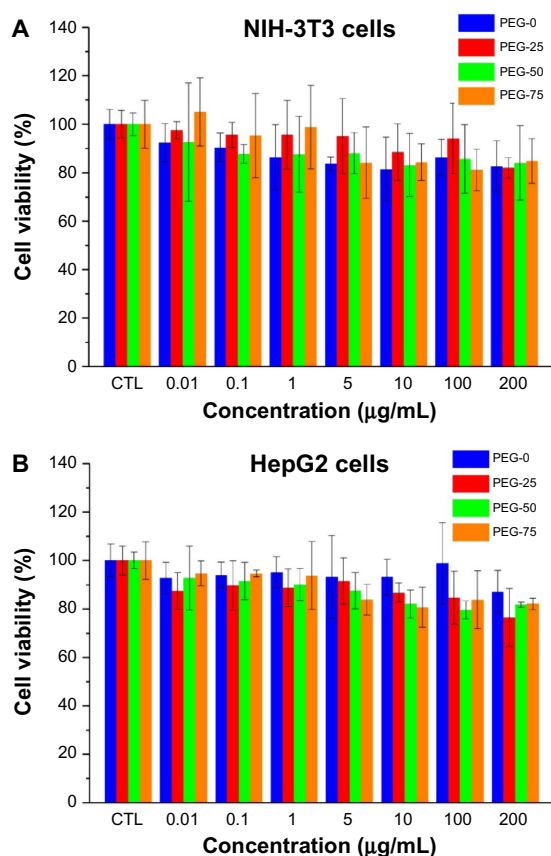 A
NIH-3T3 cells
PEG-0
PEG-25
PEG-50
PEG-75
Cell viability (%)
140
120
100
80
60
40
20
0
CTL 0.01 0.1 1 5 10 100 200
Concentration (µg/mL)
B
HepG2 cells
PEG-0
PEG-25
PEG-50
PEG-75
Cell viability (%)
140
120
100
80
60
40
20
0
CTL 0.01 0.1 1 5 10 100 200
Concentration (µg/mL)